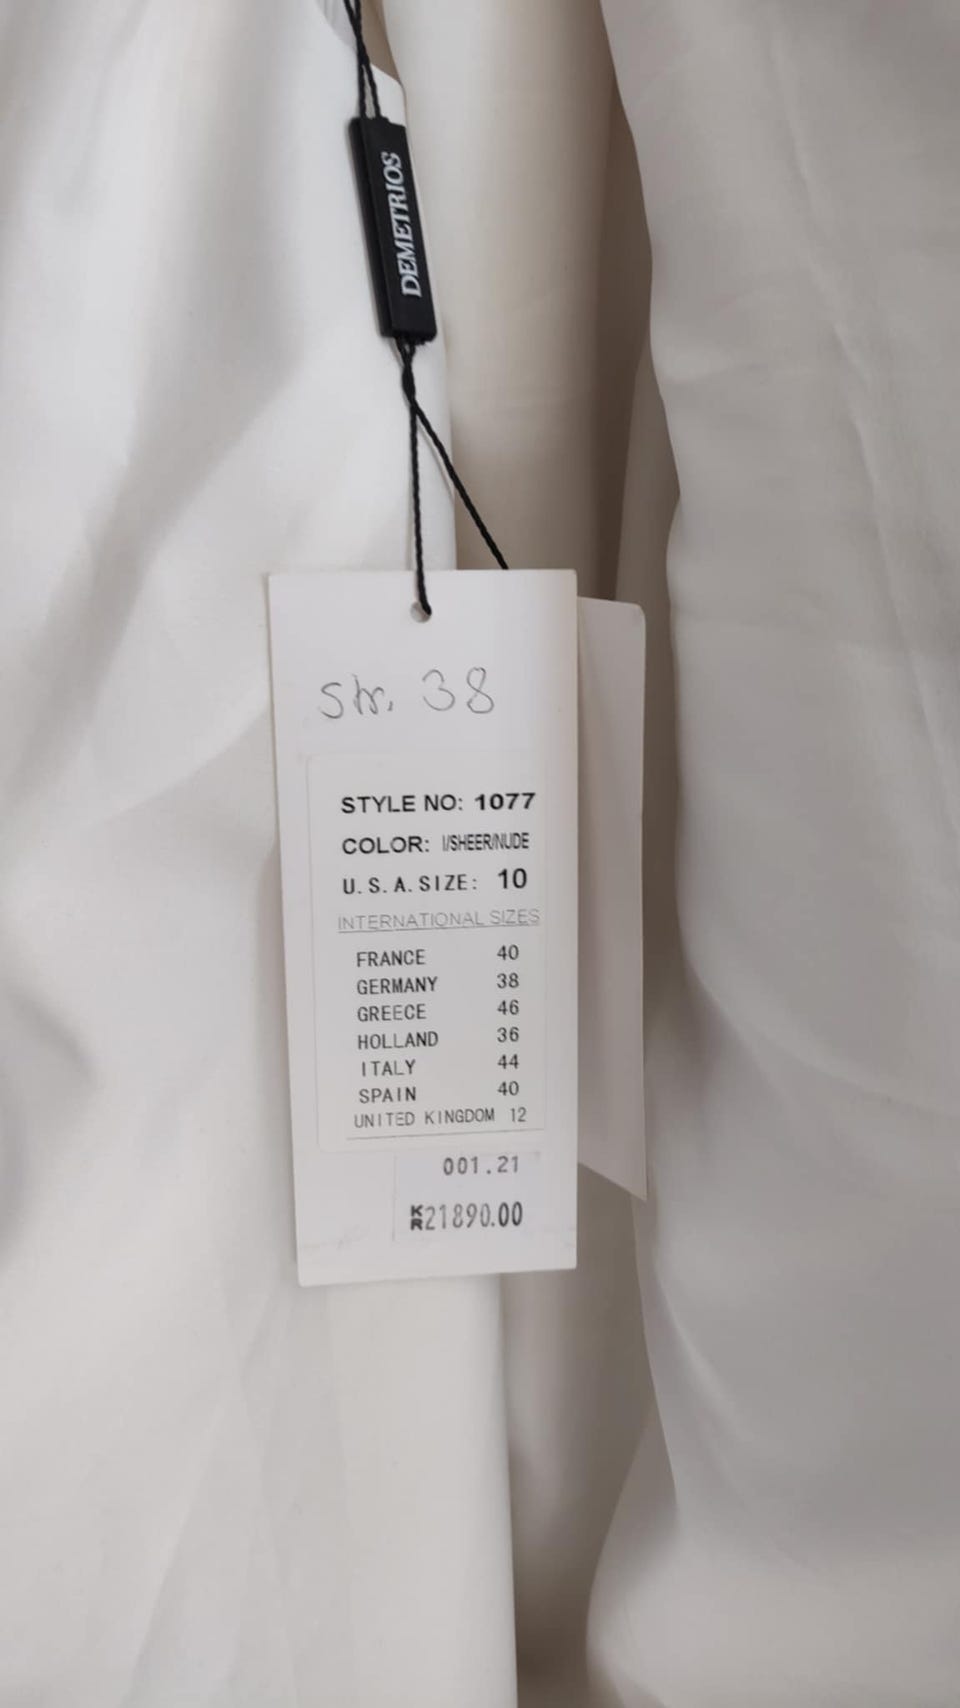 DEMETRIOS
Str. 38
STYLE NO: 1077
COLOR: I/SHEER/NUDE
U.S.A. SIZE: 10
INTERNATIONAL SIZES
FRANCE 40
GERMANY 38
GREECE 46
HOLLAND 36
ITALY 44
SPAIN 40
UNITED KINGDOM 12
001.21
KR21890.00